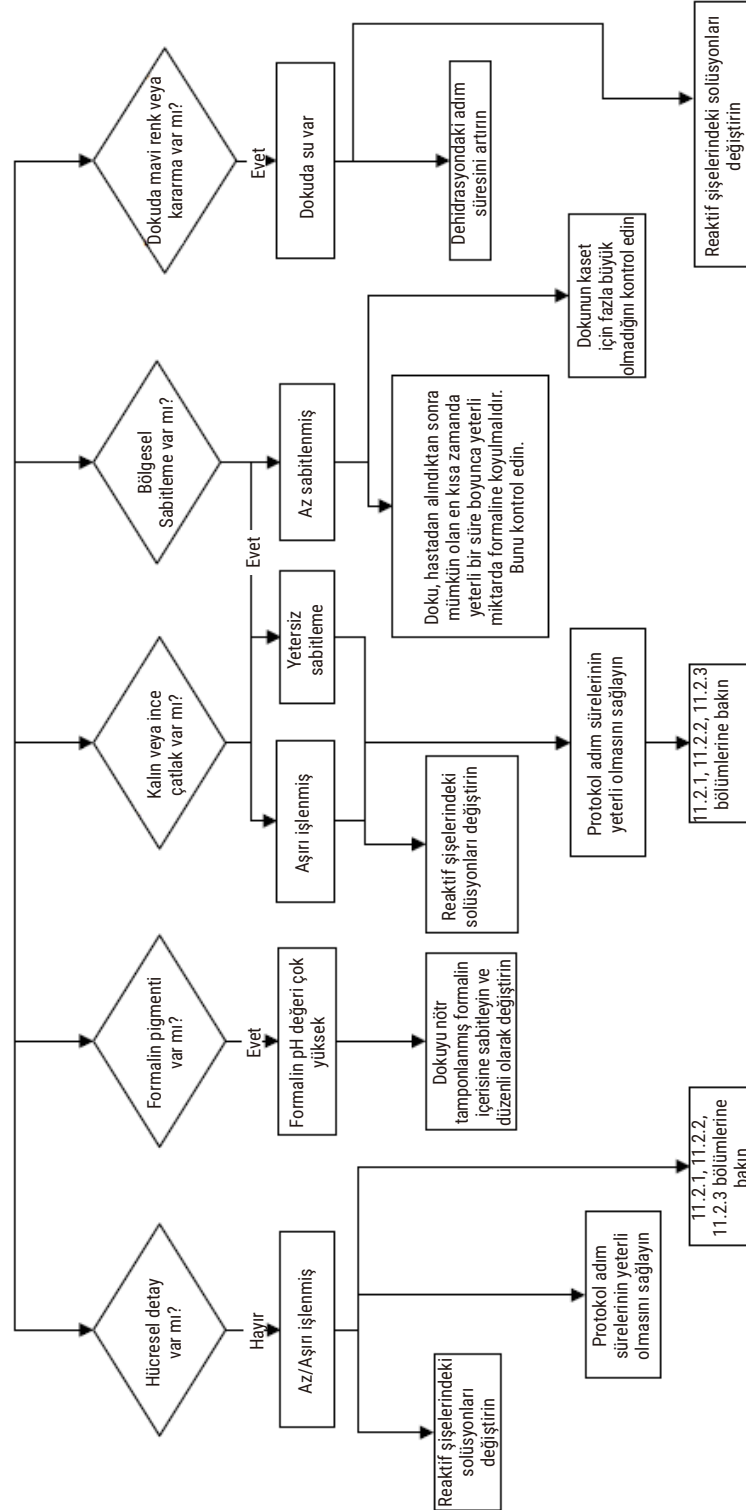 Hücresel detay
var mı?
Hayır
Az/Aşırı işlenmiş
Reaktif şişelerindeki
solüsyonları
değiştirin
Protokol adım
sürelerinin yeterli
olmasını sağlayın
11.2.1, 11.2.2,
11.2.3 bölümlerine
bakın
Formalin pigmenti
var mı?
Evet
Formalin pH değeri çok
yüksek
Dokuyu nötr
tamponlanmış formalin
içerisine sabitleyin ve
düzenli olarak değiştirin
Kalın veya ince
çatlak var mı?
Aşırı işlenmiş
Yetersiz
sabitleme
Reaktif şişelerindeki
solüsyonları değiştirin
Protokol adım sürelerinin
yeterli olmasını sağlayın
11.2.1, 11.2.2, 11.2.3
bölümlerine bakın
Bölgesel
Sabitleme var mı?
Evet
Az sabitlenmiş
Doku, hastadan alındıktan sonra
mümkün olan en kısa zamanda
yeterli bir süre boyunca yeterli
miktarda formaline koyulmalıdır.
Bunu kontrol edin.
Dokunun kaset
için fazla büyük
olmadığını kontrol edin
Dokuda mavi renk veya
kararma var mı?
Evet
Dokuda su var
Dehidrasyondaki adım
süresini artırın
Reaktif şişelerindeki solüsyonları
değiştirin